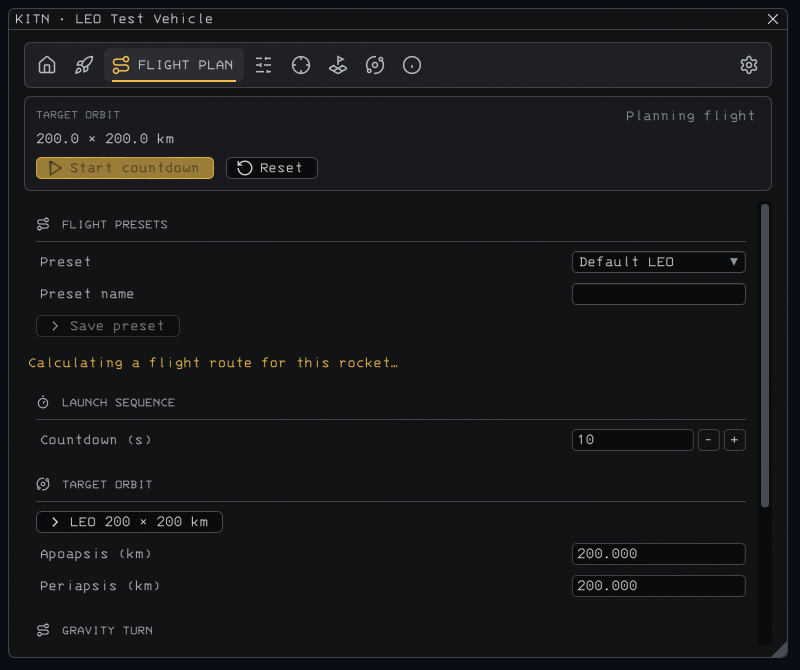 KITN · LEO Test Vehicle
FLIGHT PLAN
TARGET ORBIT
Planning flight
200.0 × 200.0 km
Start countdown
Reset
FLIGHT PRESETS
Preset
Default LEO
Preset name
Save preset
Calculating a flight route for this rocket…
LAUNCH SEQUENCE
Countdown (s)
10
-
+
TARGET ORBIT
LEO 200 × 200 km
Apoapsis (km)
200.000
Periapsis (km)
200.000
GRAVITY TURN